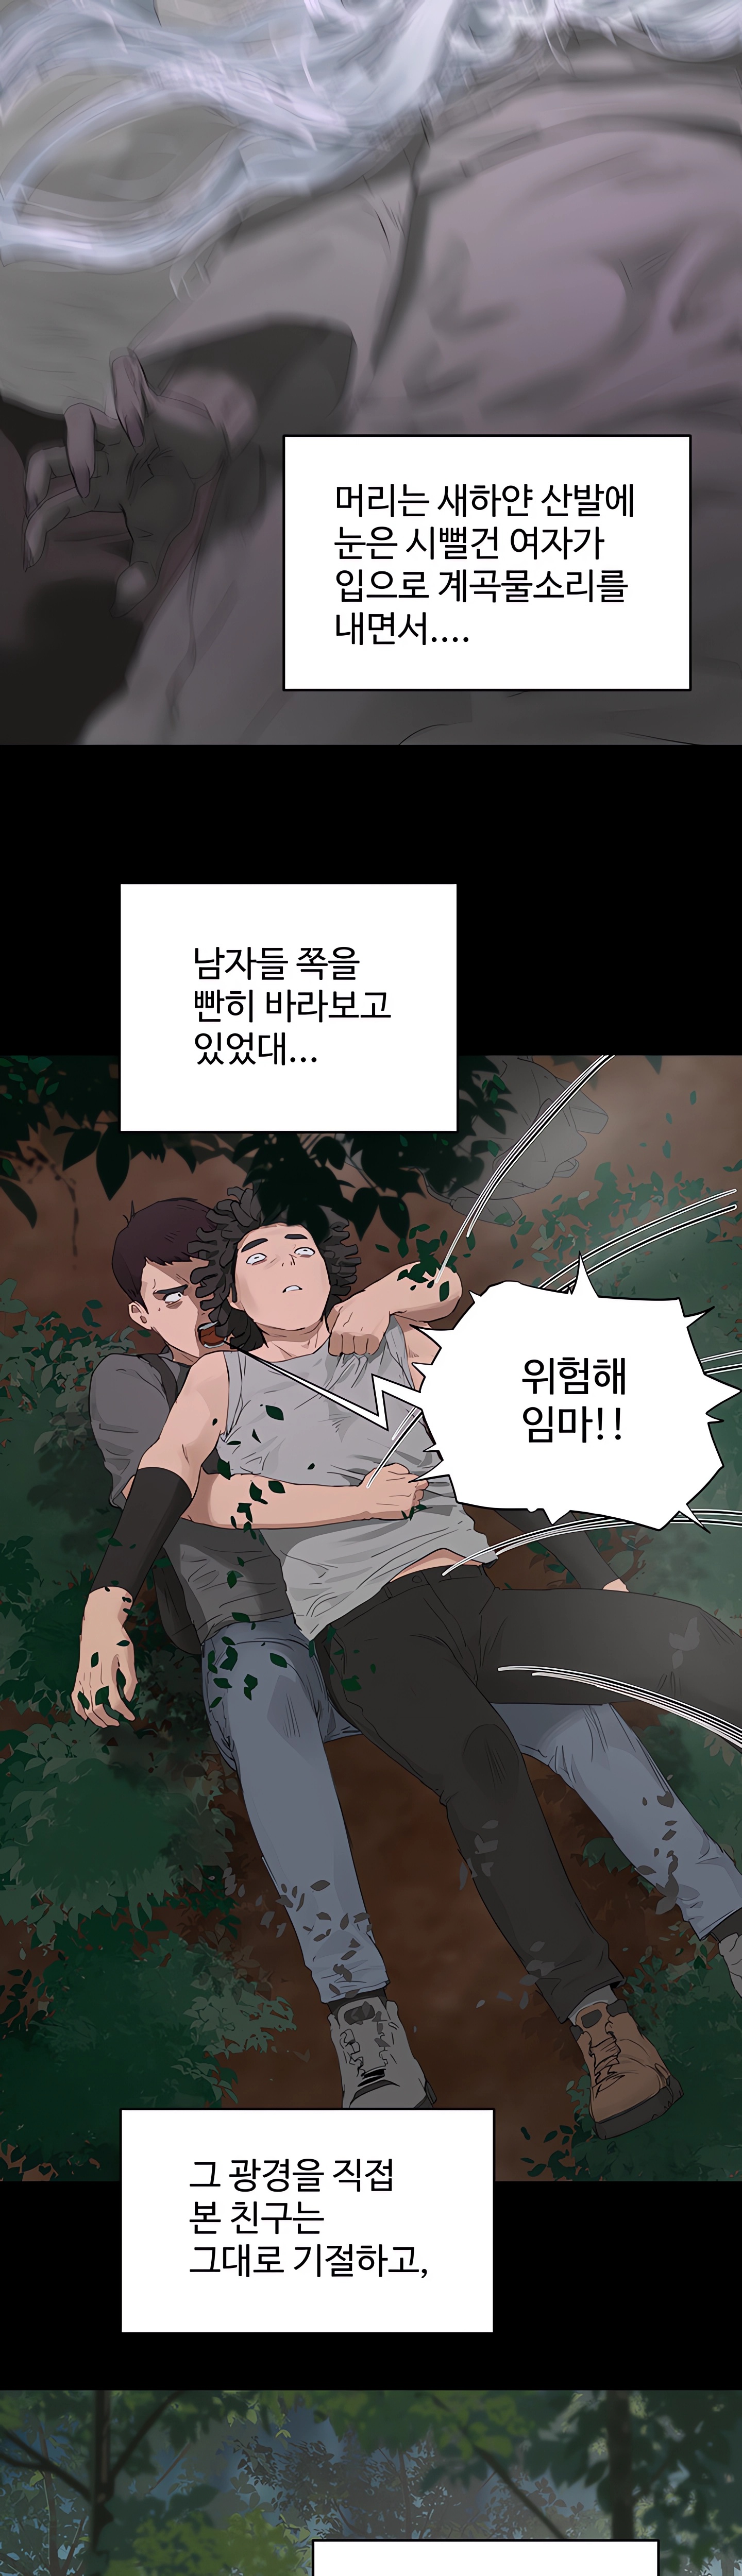 머리는 새하얀 산발에
눈은 시뻘건 여자가
입으로 계곡물소리를
내면서....
남자들 쪽을
빤히 바라보고
있었대...
위험해
임마!!
그 광경을 직접
본 친구는
그대로 기절하고,